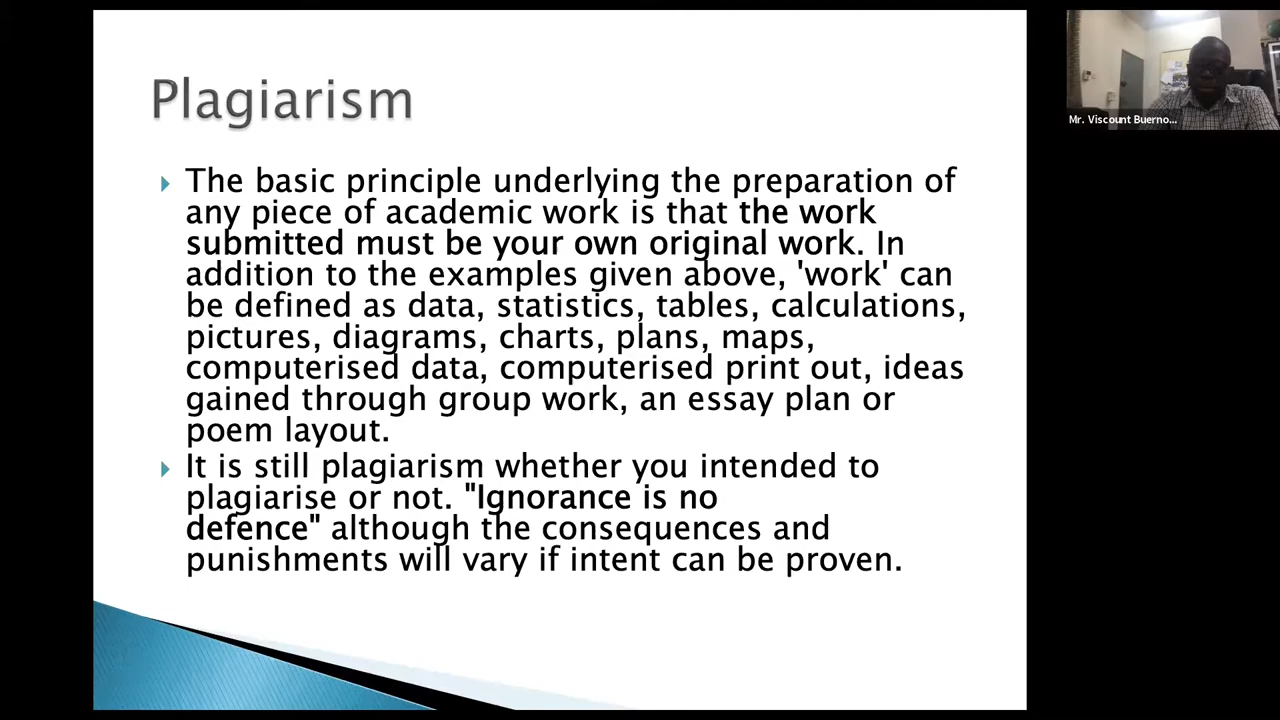 Plagiarism
The basic principle underlying the preparation of
any piece of academic work is that the work
submitted must be your own original work. In
addition to the examples given above, 'work' can
be defined as data, statistics, tables, calculations,
pictures, diagrams, charts, plans, maps,
computerised data, computerised print out, ideas
gained through group work, an essay plan or
poem layout.
It is still plagiarism whether you intended to
plagiarise or not. "Ignorance is no
defence" although the consequences and
punishments will vary if intent can be proven.
Mr. Viscount Buerno...